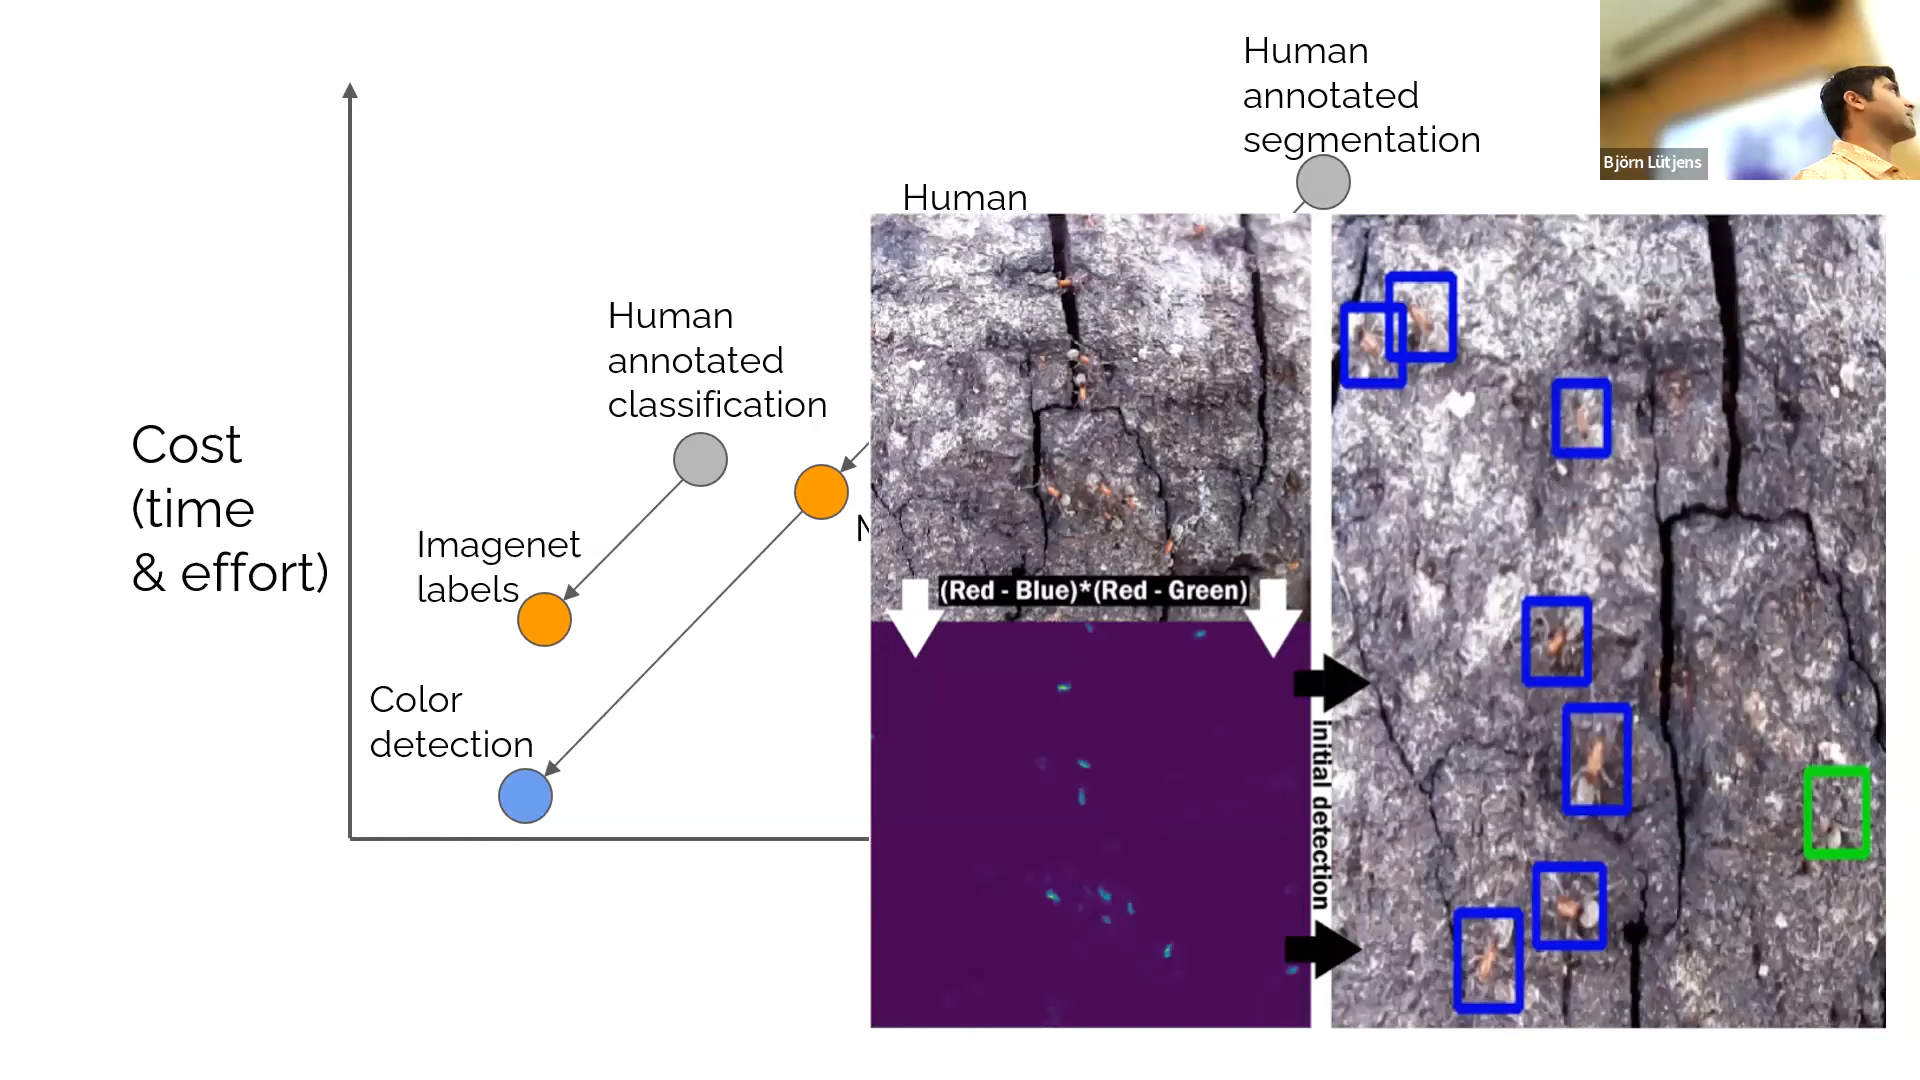 Human
annotated
segmentation
Björn Lütjens
Human
Human
annotated
classification
Cost
(time
& effort)
Imagenet
labels
(Red - Blue)*(Red - Green)
Color
detection
initial detection